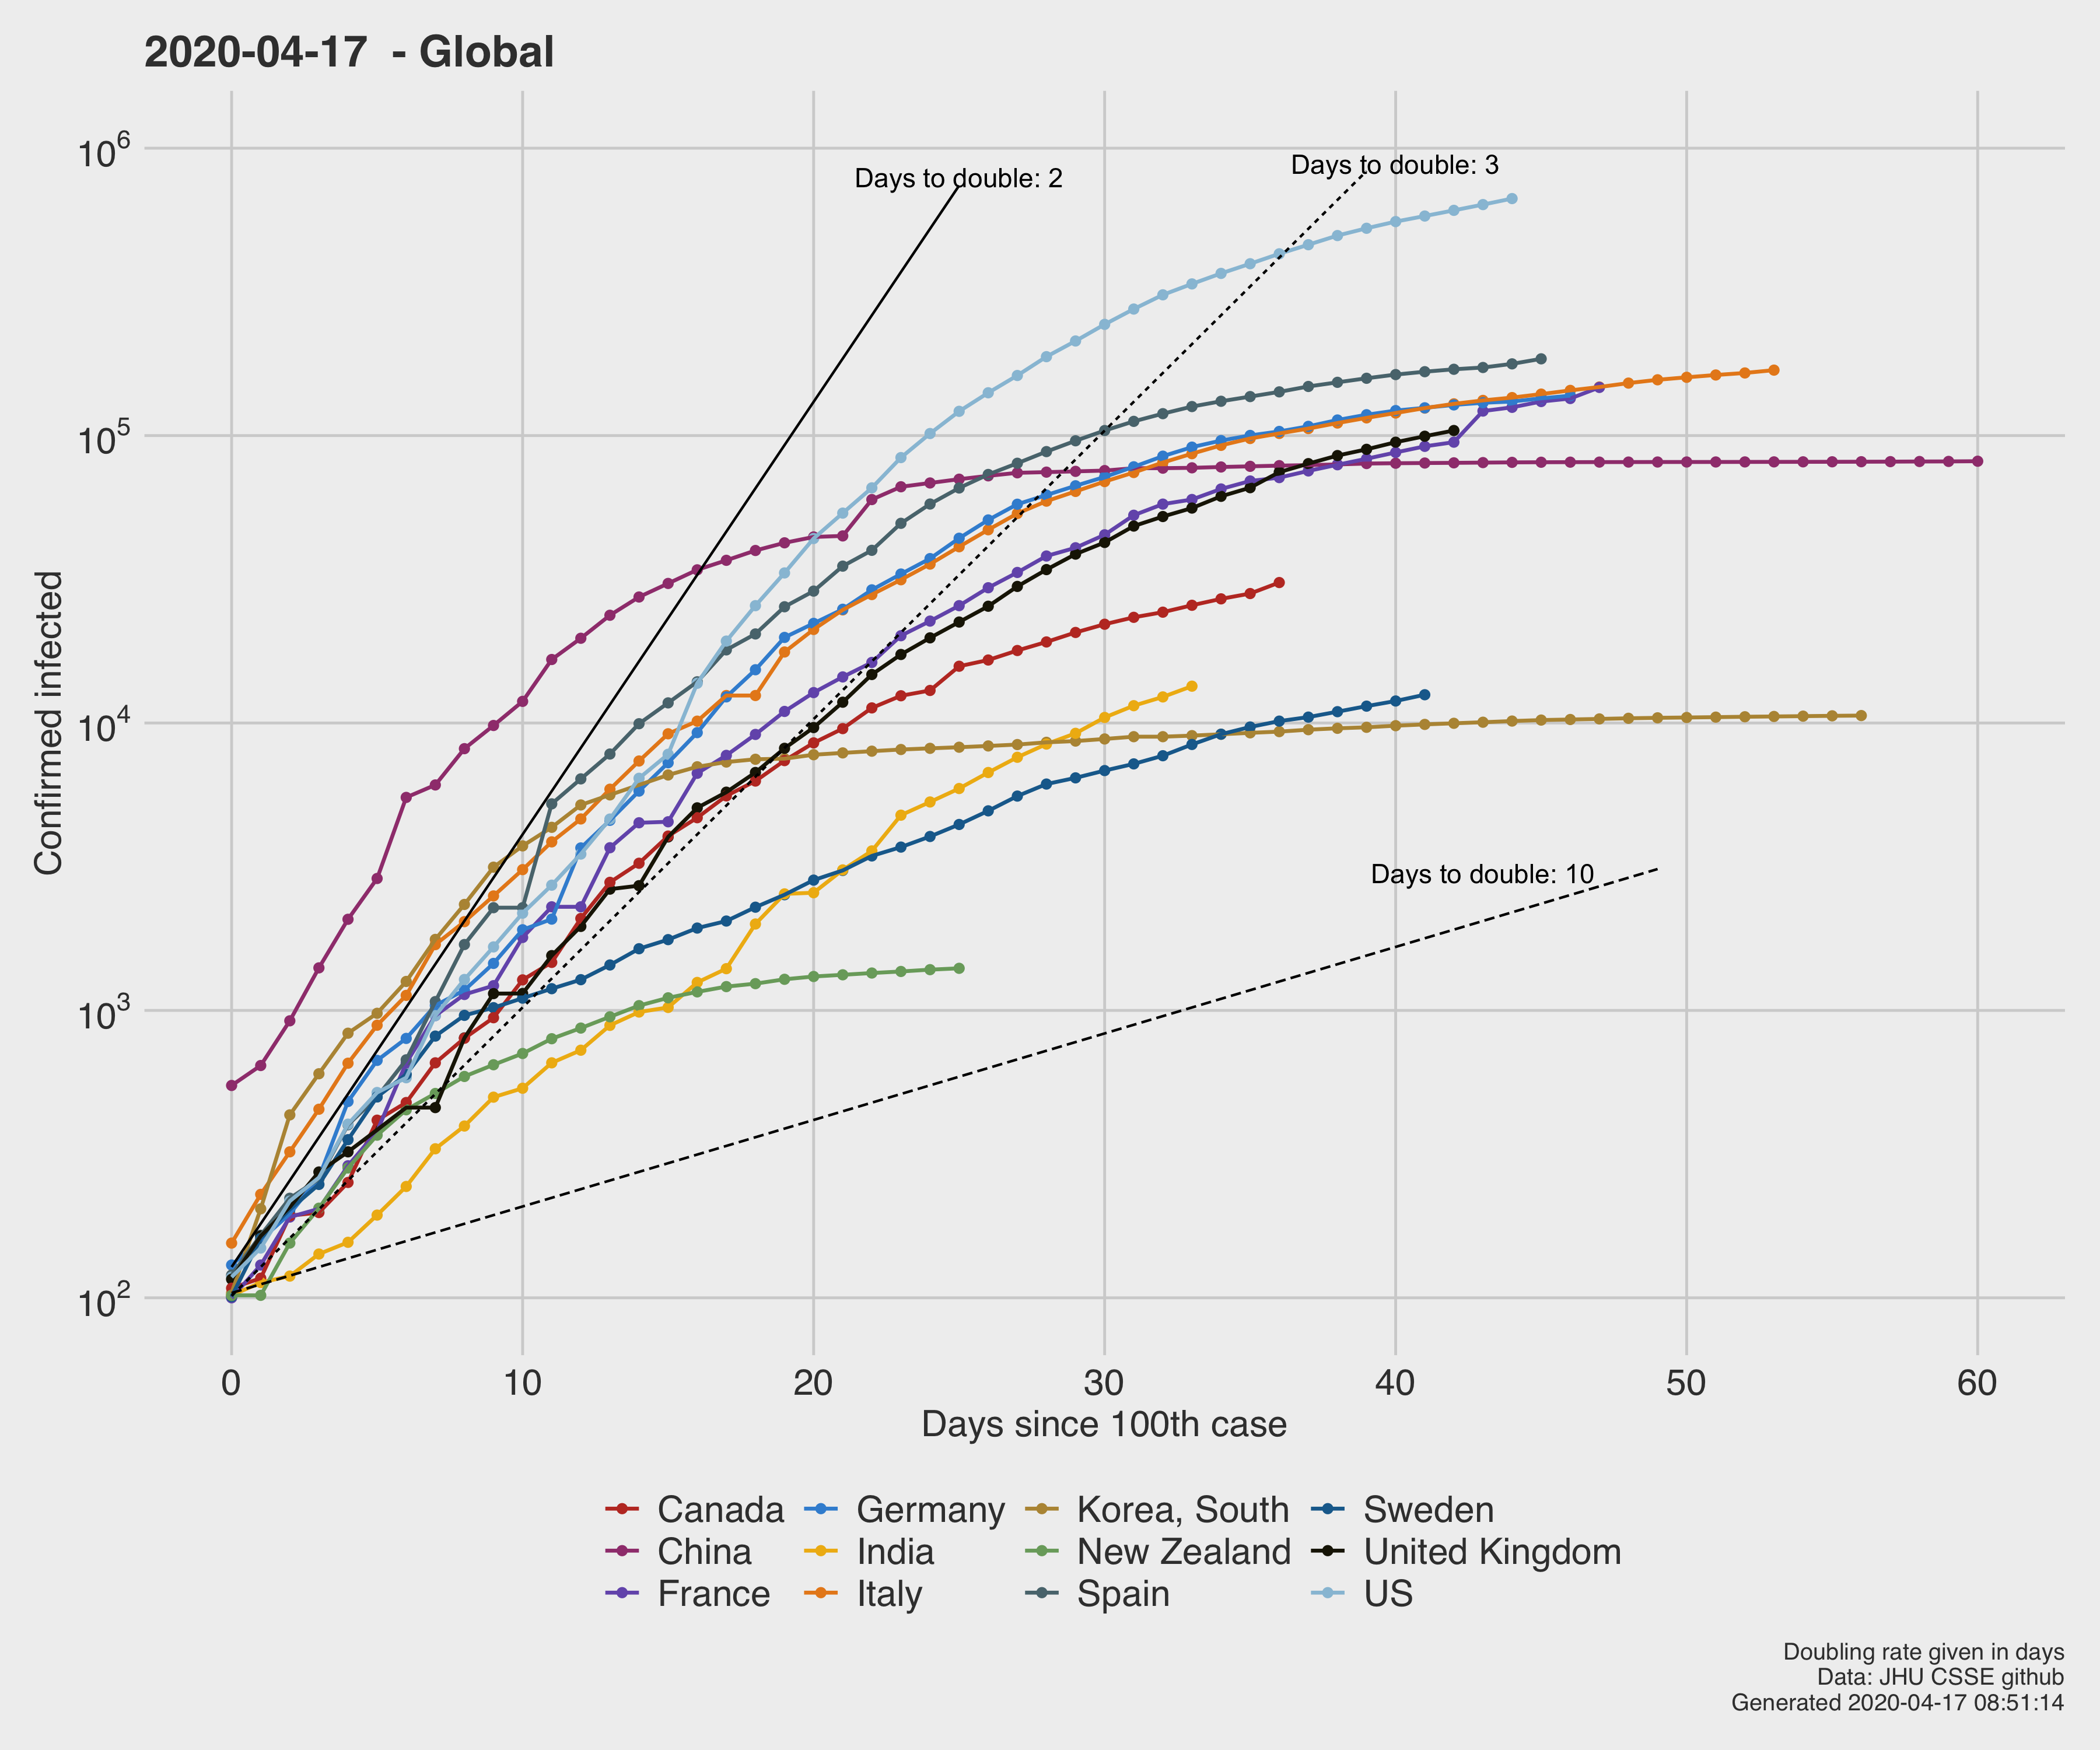 2020-04-17  - Global
10^6
10^5
10^4
10^3
10^2
Confirmed infected
Days to double: 2
Days to double: 3
Days to double: 10
0 10 20 30 40 50 60
Days since 100th case
Canada Germany Korea, South Sweden
China India New Zealand United Kingdom
France Italy Spain US
Doubling rate given in days
Data: JHU CSSE github
Generated 2020-04-17 08:51:14